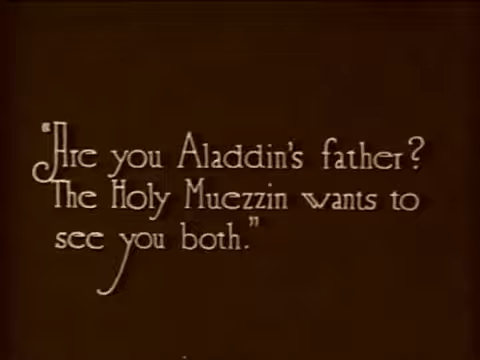 "Are you Aladdin's father?
The Holy Muezzin wants to
see you both."